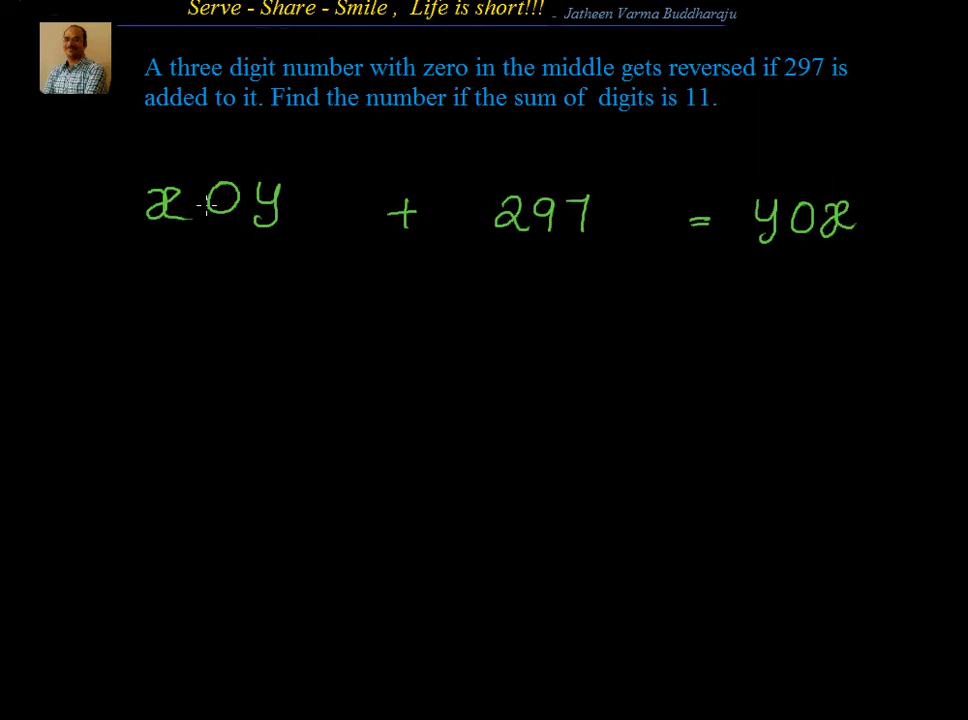 Serve - Share - Smile , Life is short!!! - Jatheen Varma Buddharaju
A three digit number with zero in the middle gets reversed if 297 is
added to it. Find the number if the sum of digits is 11.
x0y + 297 = y0x